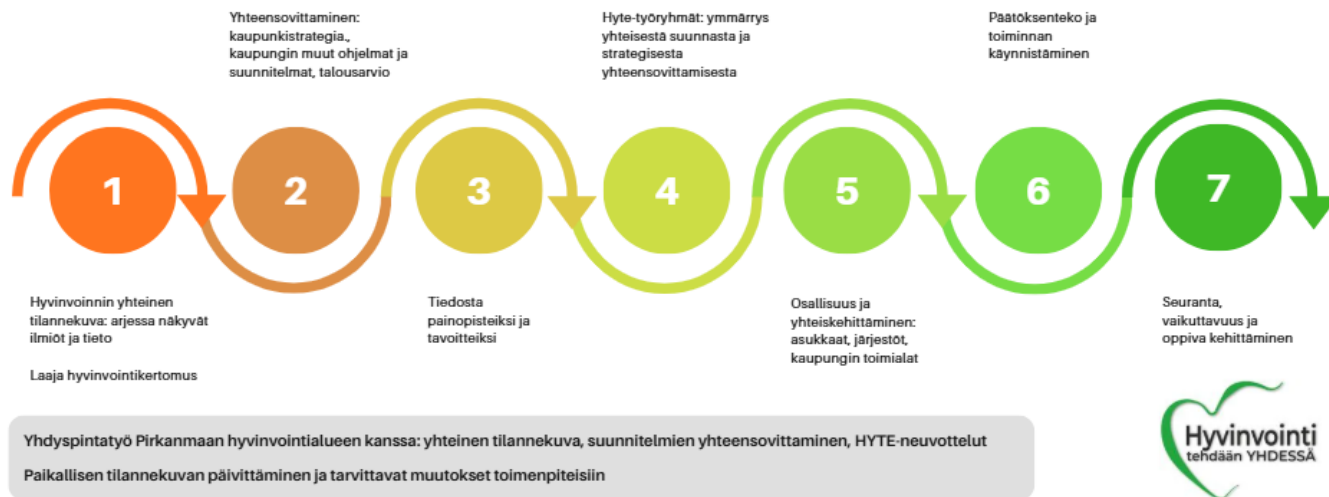 Yhteensovittaminen:
kaupunkistrategia.,
kaupungin muut ohjelmat ja
suunnitelmat, talousarvio
Hyte-työryhmät: ymmärrys
yhteisestä suunnasta ja
strategisesta
yhteensovittamisesta
Päätöksenteko ja
toiminnan
käynnistäminen
1
2
3
4
5
6
7
Hyvinvoinnin yhteinen
tilannekuva: arjessa näkyvät
ilmiöt ja tieto
Laaja hyvinvointikertomus
Tiedosta
painopisteiksi ja
tavoitteiksi
Osallisuus ja
yhteiskehittäminen:
asukkaat, järjestöt,
kaupungin toimialat
Seuranta,
vaikuttavuus ja
oppiva kehittäminen
Yhdyspintatyö Pirkanmaan hyvinvointialueen kanssa: yhteinen tilannekuva, suunnitelmien yhteensovittaminen, HYTE-neuvottelut
Paikallisen tilannekuvan päivittäminen ja tarvittavat muutokset toimenpiteisiin
Hyvinvointi
tehdään YHDESSÄ